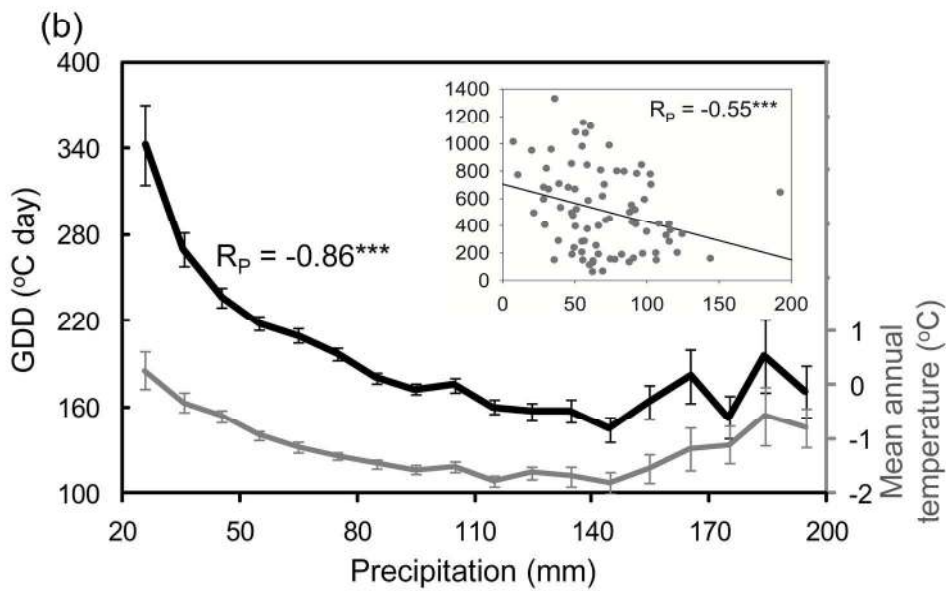 (b)
400
340
280
220
160
100
GDD (ºC day)
R_P = -0.86***
1400
1200
1000
800
600
400
200
0
R_P = -0.55***
0 50 100 150 200
1
0
-1
-2
Mean annual
temperature (ºC)
20 50 80 110 140 170 200
Precipitation (mm)